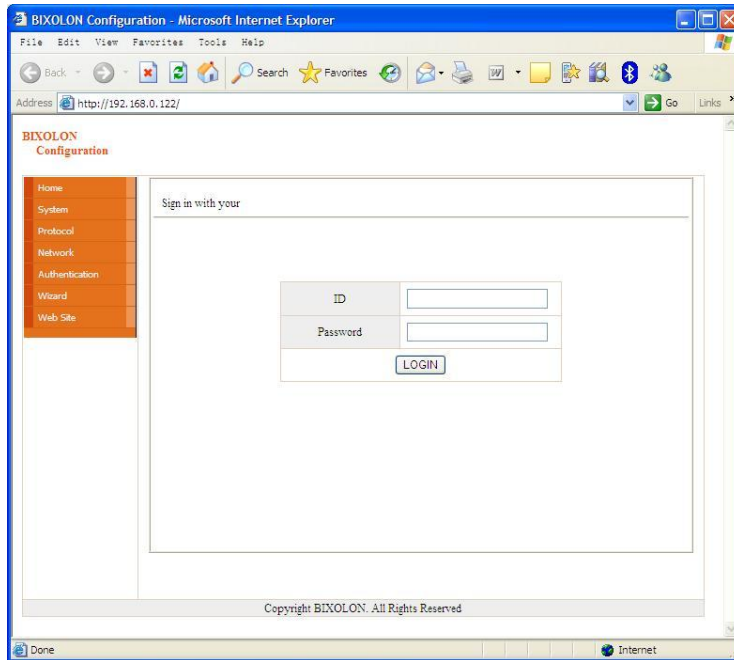 BIXOLON Configuration - Microsoft Internet Explorer
File Edit View Favorites Tools Help
Back Search Favorites W
Address http://192.168.0.122/ Go Links »
BIXOLON
Configuration
Home
System
Protocol
Network
Authentication
Wizard
Web Site
Sign in with your
ID
Password
LOGIN
Copyright BIXOLON. All Rights Reserved
Done Internet